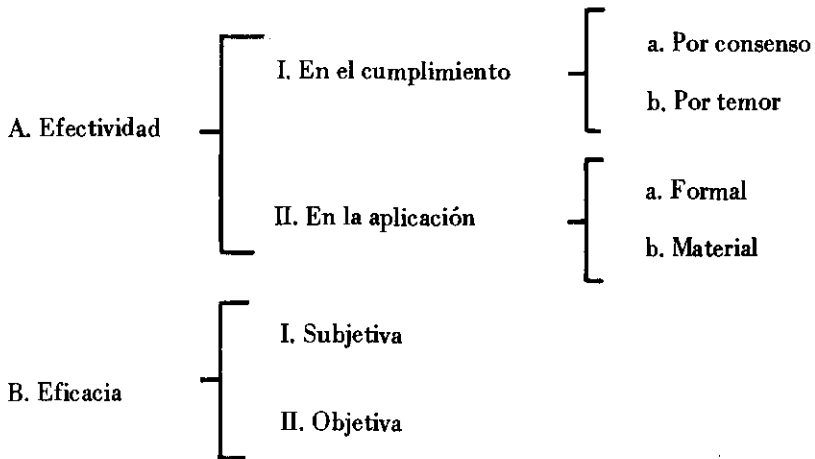 A. Efectividad
I. En el cumplimiento
a. Por consenso
b. Por temor
II. En la aplicación
a. Formal
b. Material
B. Eficacia
I. Subjetiva
II. Objetiva